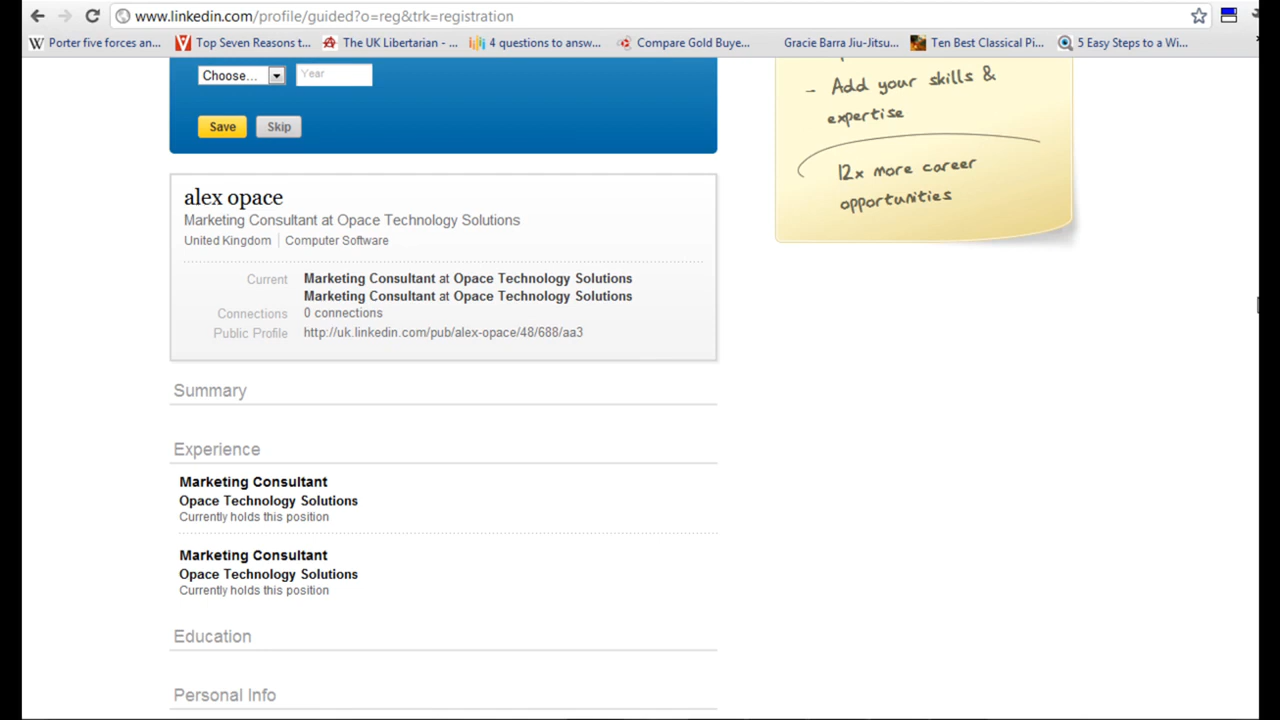 www.linkedin.com/profile/guided?o=reg&trk=registration
Porter five forces an... Top Seven Reasons t... The UK Libertarian - ... 4 questions to answ... Compare Gold Buye... Gracie Barra Jiu-Jitsu... Ten Best Classical Pi... 5 Easy Steps to a Wi...
Choose... Year
Save Skip
- Add your skills &
expertise
12x more career
opportunities
alex opace
Marketing Consultant at Opace Technology Solutions
United Kingdom Computer Software
Current Marketing Consultant at Opace Technology Solutions
Marketing Consultant at Opace Technology Solutions
Connections 0 connections
Public Profile http://uk.linkedin.com/pub/alex-opace/48/688/aa3
Summary
Experience
Marketing Consultant
Opace Technology Solutions
Currently holds this position
Marketing Consultant
Opace Technology Solutions
Currently holds this position
Education
Personal Info